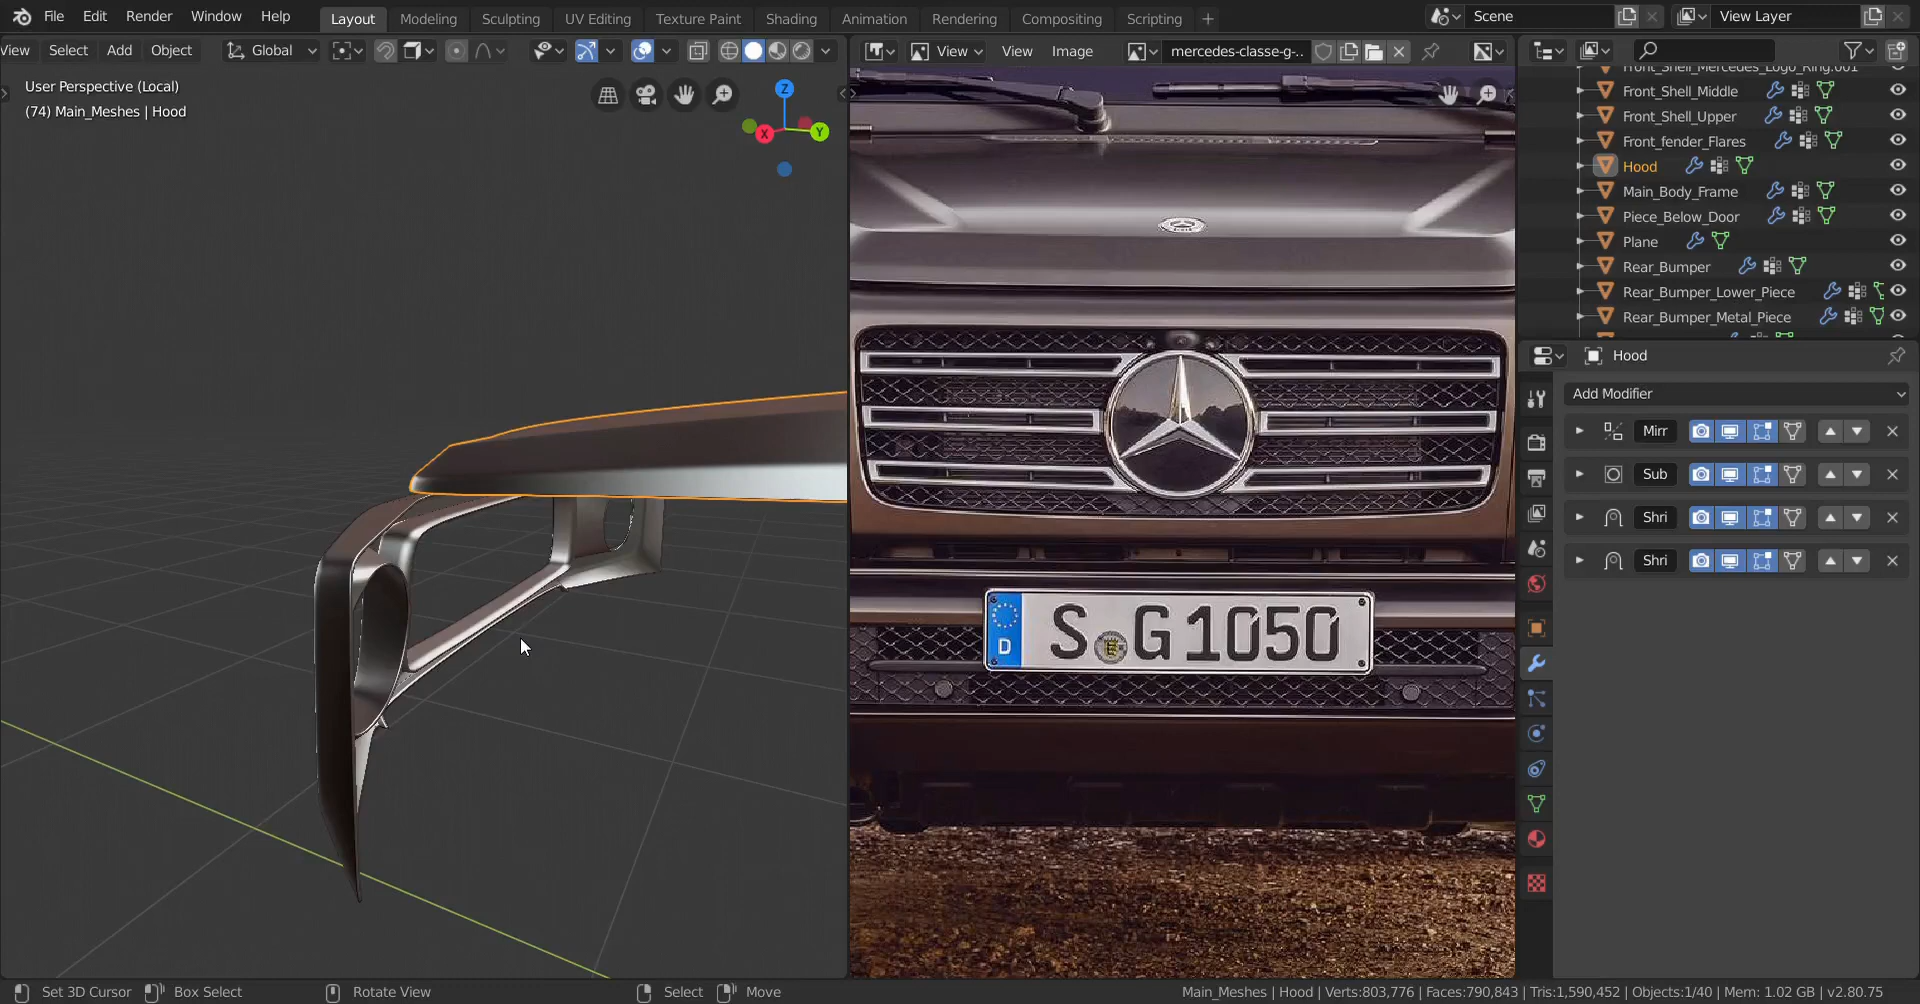 File Edit Render Window Help Layout Modeling Sculpting UV Editing Texture Paint Shading Animation Rendering Compositing Scripting + Scene View Layer
View Select Add Object Global View View Image mercedes-classe-g-..
User Perspective (Local)
(74) Main_Meshes | Hood
Z
X
Y
S G 1050
D
Front_Shell_Mercedes_Logo_Ring.001
Front_Shell_Middle
Front_Shell_Upper
Front_fender_Flares
Hood
Main_Body_Frame
Piece_Below_Door
Plane
Rear_Bumper
Rear_Bumper_Lower_Piece
Rear_Bumper_Metal_Piece
Hood
Add Modifier
Mirr
Sub
Shri
Shri
Set 3D Cursor Box Select Rotate View Select Move Main_Meshes | Hood | Verts:803,776 | Faces:790,843 | Tris:1,590,452 | Objects:1/40 | Mem: 1.02 GB | v2.80.75